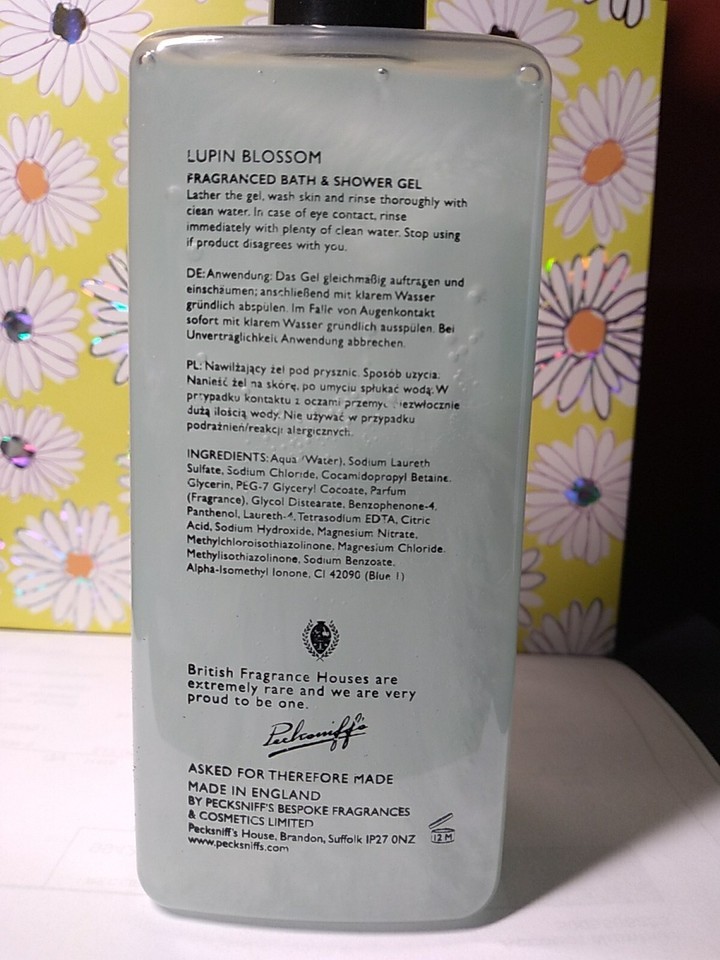 LUPIN BLOSSOM
FRAGRANCED BATH & SHOWER GEL
Lather the gel, wash skin and rinse thoroughly with
clean water. In case of eye contact, rinse
immediately with plenty of clean water. Stop using
if product disagrees with you.
DE: Anwendung: Das Gel gleichmäßig auftragen und
einschäumen; anschließend mit klarem Wasser
gründlich abspülen. Im Falle von Augenkontakt
sofort mit klarem Wasser gründlich ausspülen. Bei
Unverträglichkeit Anwendung abbrechen.
PL: Nawilżający żel pod prysznic. Sposób użycia:
Nanieść żel na skórę, po umyciu spłukać wodą. W
przypadku kontaktu z oczami przemyć
dużą ilością wody. Nie używać w przypadku
podrażnień/reakcji alergicznych.
INGREDIENTS: Aqua (Water), Sodium Laureth
Sulfate, Sodium Chloride, Cocamidopropyl Betaine,
Glycerin, PEG-7 Glyceryl Cocoate, Parfum
(Fragrance), Glycol Distearate, Benzophenone-4,
Panthenol, Laureth-4, Tetrasodium EDTA, Citric
Acid, Sodium Hydroxide, Magnesium Nitrate,
Methylchloroisothiazolinone, Magnesium Chloride,
Methylisothiazolinone, Sodium Benzoate,
Alpha-Isomethyl Ionone, CI 42090 (Blue 1)
British Fragrance Houses are
extremely rare and we are very
proud to be one.
Pecksniff's
ASKED FOR THEREFORE MADE
MADE IN ENGLAND
BY PECKSNIFF'S BESPOKE FRAGRANCES
& COSMETICS LIMITED
Pecksniff's House, Brandon, Suffolk IP27 0NZ
12 M
www.pecksniffs.com